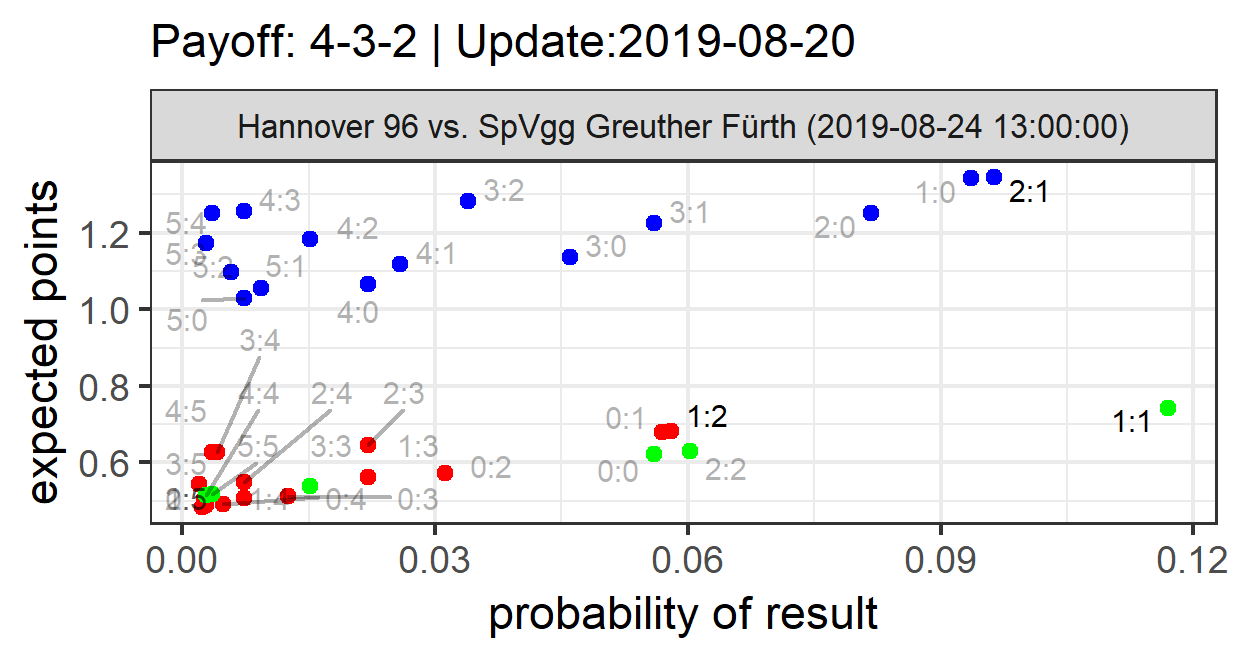 Payoff: 4-3-2 | Update:2019-08-20
Hannover 96 vs. SpVgg Greuther Fürth (2019-08-24 13:00:00)
expected points
1.2
1.0
0.8
0.6
5:4 4:3 3:2 1:0 2:1
4:2 3:1 2:0
5:3 5:2 5:1 4:1 3:0
5:0 4:0
3:4
4:5 4:4 2:4 2:3
0:1 1:2 1:1
3:5 5:5 3:3 1:3 0:2 0:0 2:2
2:5 1:4 0:4 0:3
0.00 0.03 0.06 0.09 0.12
probability of result